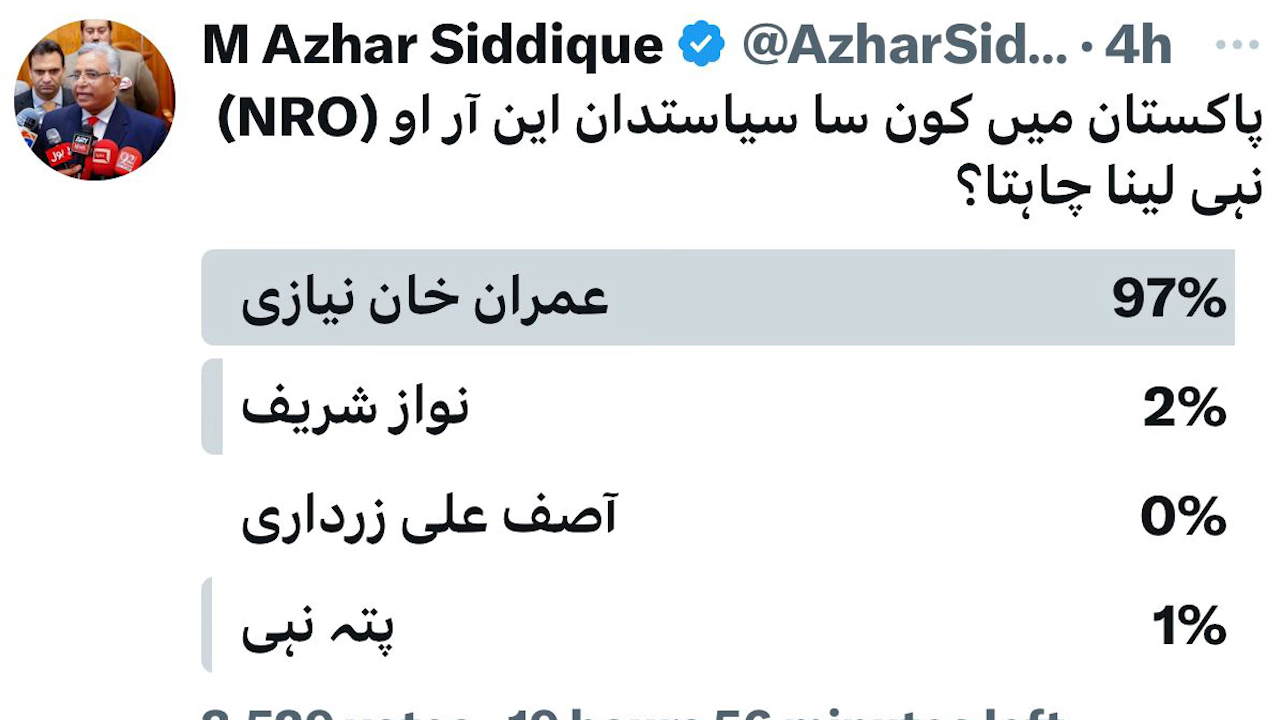 M Azhar Siddique @AzharSid... · 4h
پاکستان میں کون سا سیاستدان این آر او (NRO)
نہی لینا چاہتا؟
عمران خان نیازی 97%
نواز شریف 2%
آصف علی زرداری 0%
پتہ نہی 1%